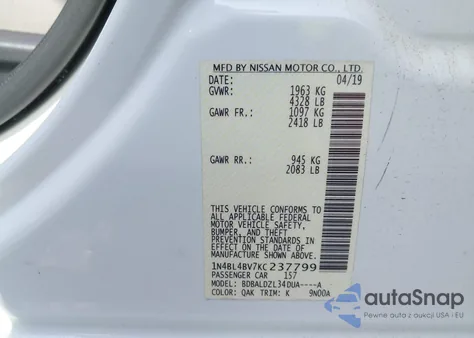 MFD BY NISSAN MOTOR CO., LTD.
DATE: 04/19
GVWR: 1963 KG
4328 LB
GAWR FR.: 1097 KG
2418 LB
GAWR RR.: 945 KG
2083 LB
THIS VEHICLE CONFORMS TO
ALL APPLICABLE FEDERAL
MOTOR VEHICLE SAFETY,
BUMPER, AND THEFT
PREVENTION STANDARDS IN
EFFECT ON THE DATE OF
MANUFACTURE SHOWN ABOVE.
1N4BL4BV7KC237799
PASSENGER CAR 157
MODEL: BDBALDZL34DUA----A
COLOR: QAK TRIM: K 9N00A
autoSnap
Pewne auta z aukcji w USA i EU